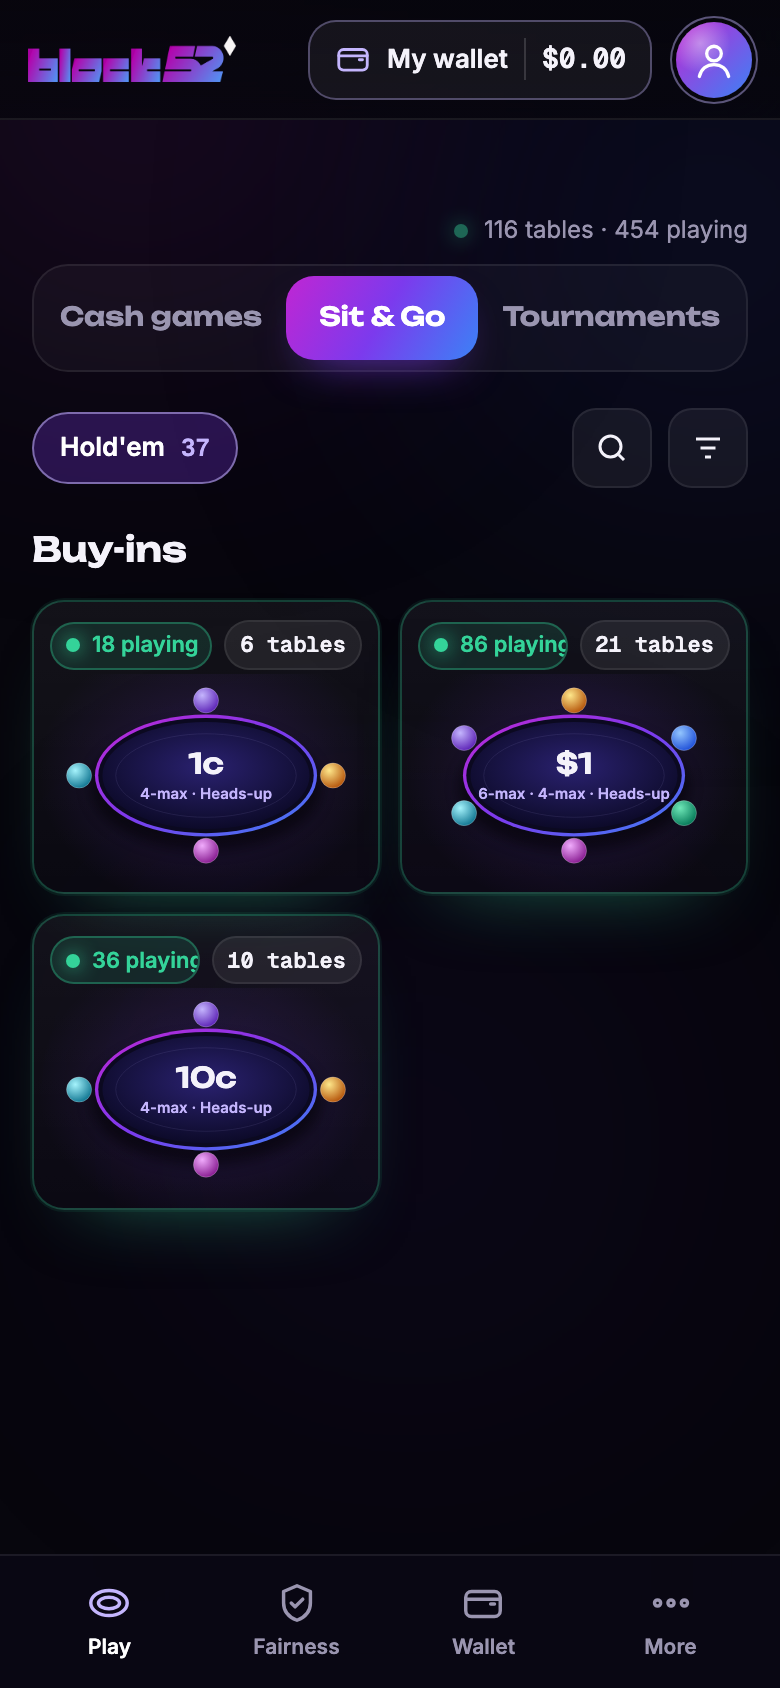 block52
My wallet $0.00
116 tables · 454 playing
Cash games Sit & Go Tournaments
Hold'em 37
Buy-ins
18 playing 6 tables
1c
4-max · Heads-up
86 playing 21 tables
$1
6-max · 4-max · Heads-up
36 playing 10 tables
10c
4-max · Heads-up
Play Fairness Wallet More